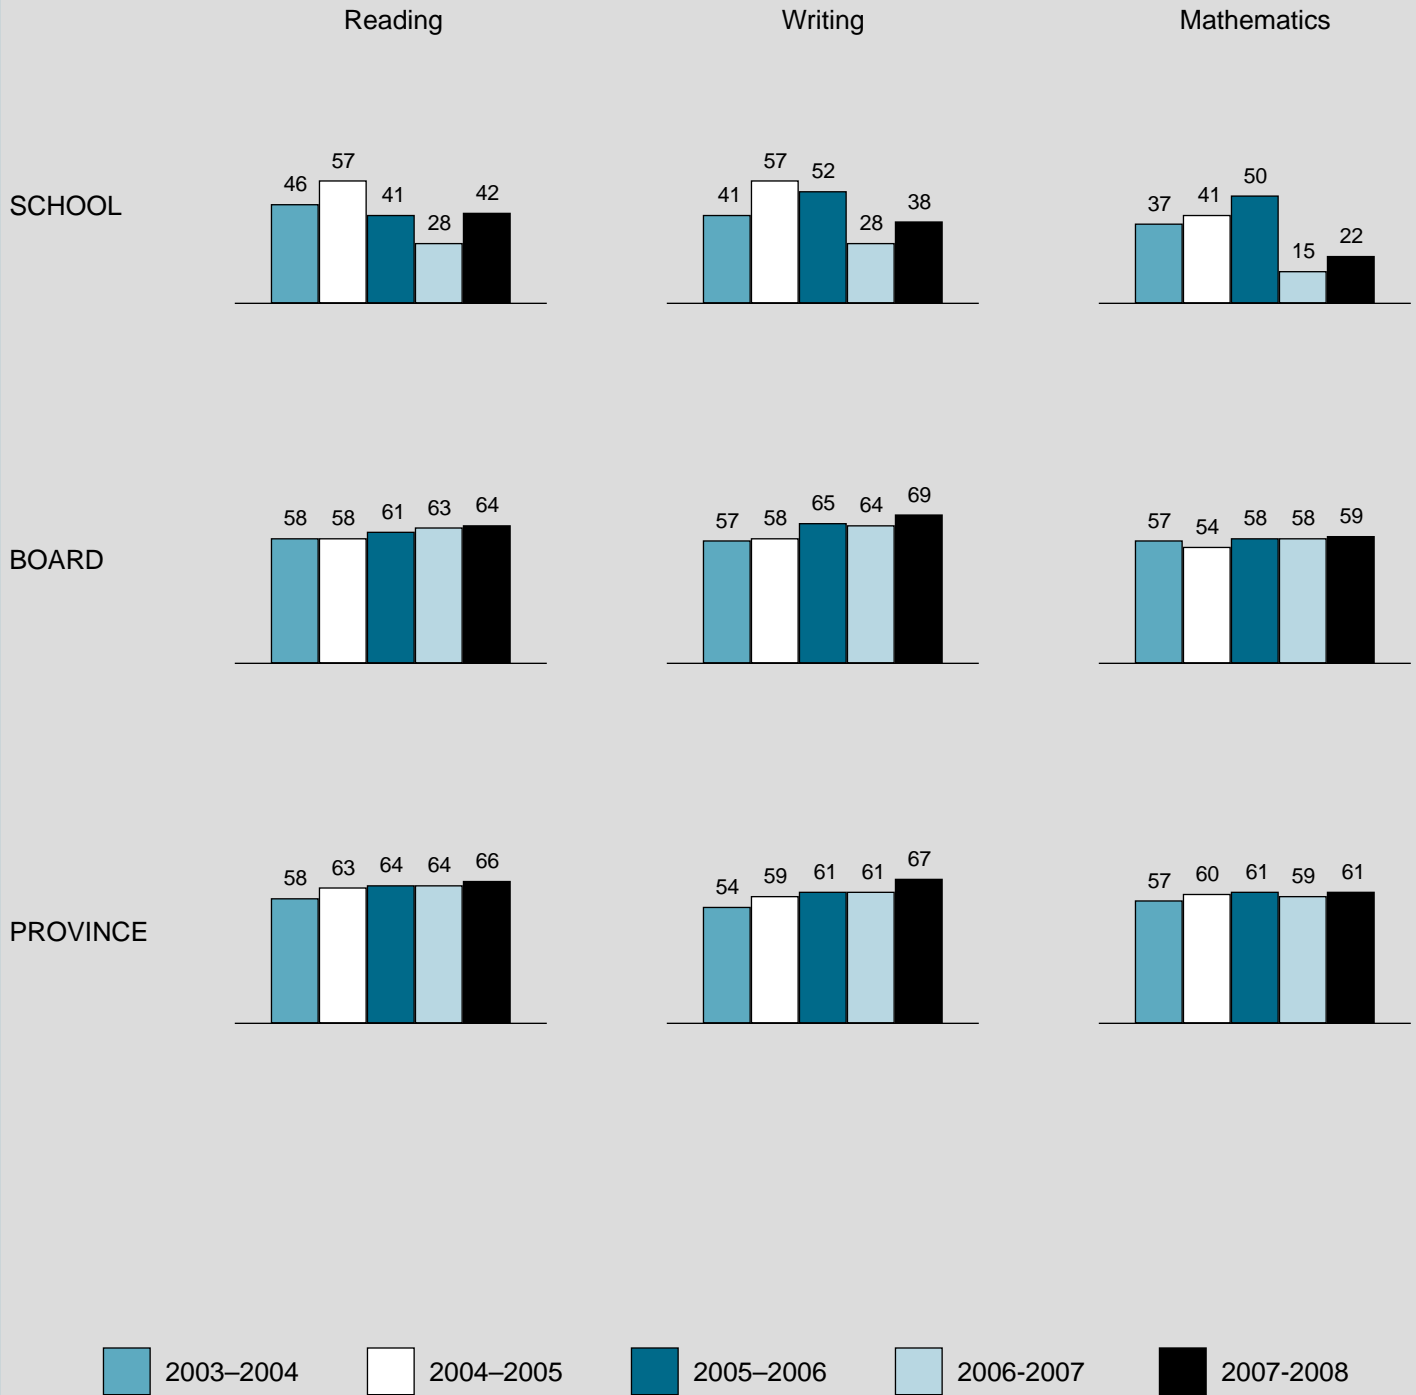 Reading Writing Mathematics
SCHOOL
46 57 41 28 42
41 57 52 28 38
37 41 50 15 22
BOARD
58 58 61 63 64
57 58 65 64 69
57 54 58 58 59
PROVINCE
58 63 64 64 66
54 59 61 61 67
57 60 61 59 61
2003–2004 2004–2005 2005–2006 2006-2007 2007-2008